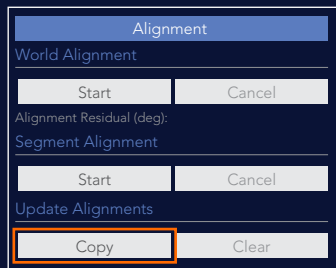 Alignment
World Alignment
Start Cancel
Alignment Residual (deg):
Segment Alignment
Start Cancel
Update Alignments
Copy Clear